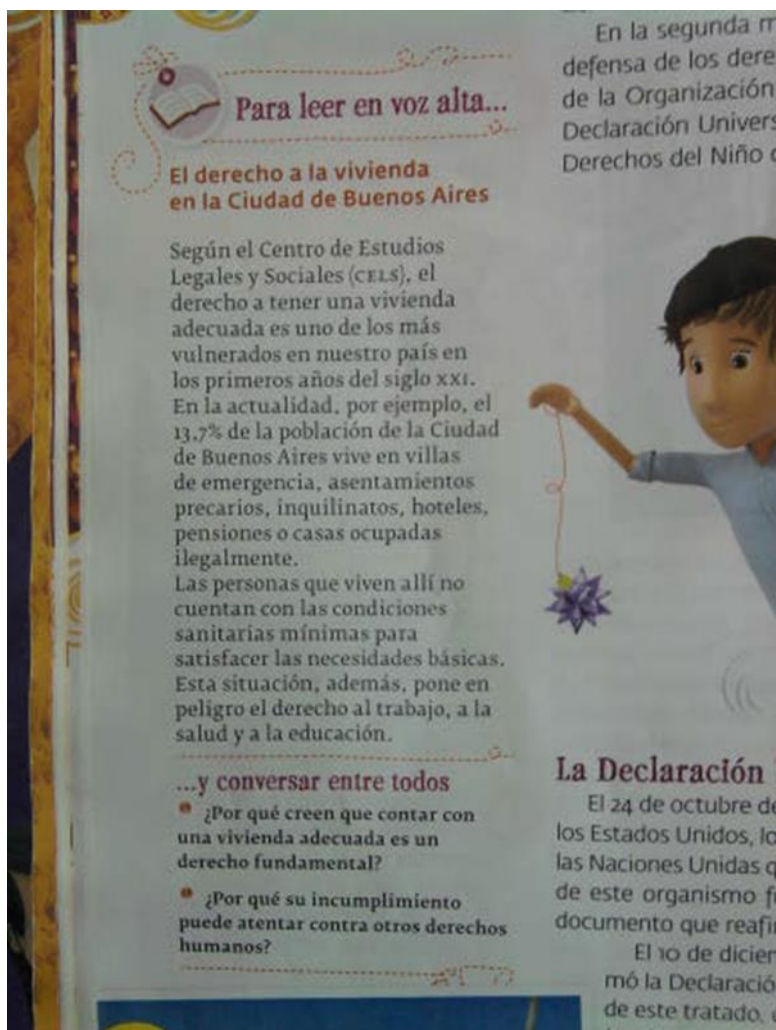 Para leer en voz alta...
El derecho a la vivienda
en la Ciudad de Buenos Aires
Según el Centro de Estudios
Legales y Sociales (CELS), el
derecho a tener una vivienda
adecuada es uno de los más
vulnerados en nuestro país en
los primeros años del siglo XXI.
En la actualidad, por ejemplo, el
13,7% de la población de la Ciudad
de Buenos Aires vive en villas
de emergencia, asentamientos
precarios, inquilinatos, hoteles,
pensiones o casas ocupadas
ilegalmente.
Las personas que viven allí no
cuentan con las condiciones
sanitarias mínimas para
satisfacer las necesidades básicas.
Esta situación, además, pone en
peligro el derecho al trabajo, a la
salud y a la educación.
...y conversar entre todos
¿Por qué creen que contar con
una vivienda adecuada es un
derecho fundamental?
¿Por qué su incumplimiento
puede atentar contra otros derechos
humanos?
En la segunda
defensa de los dere
de la Organización
Declaración Univers
Derechos del Niño
La Declaración
El 24 de octubre de
los Estados Unidos, lo
las Naciones Unidas
de este organismo
documento que reafi
El 10 de dicie
mó la Declaració
de este tratado,